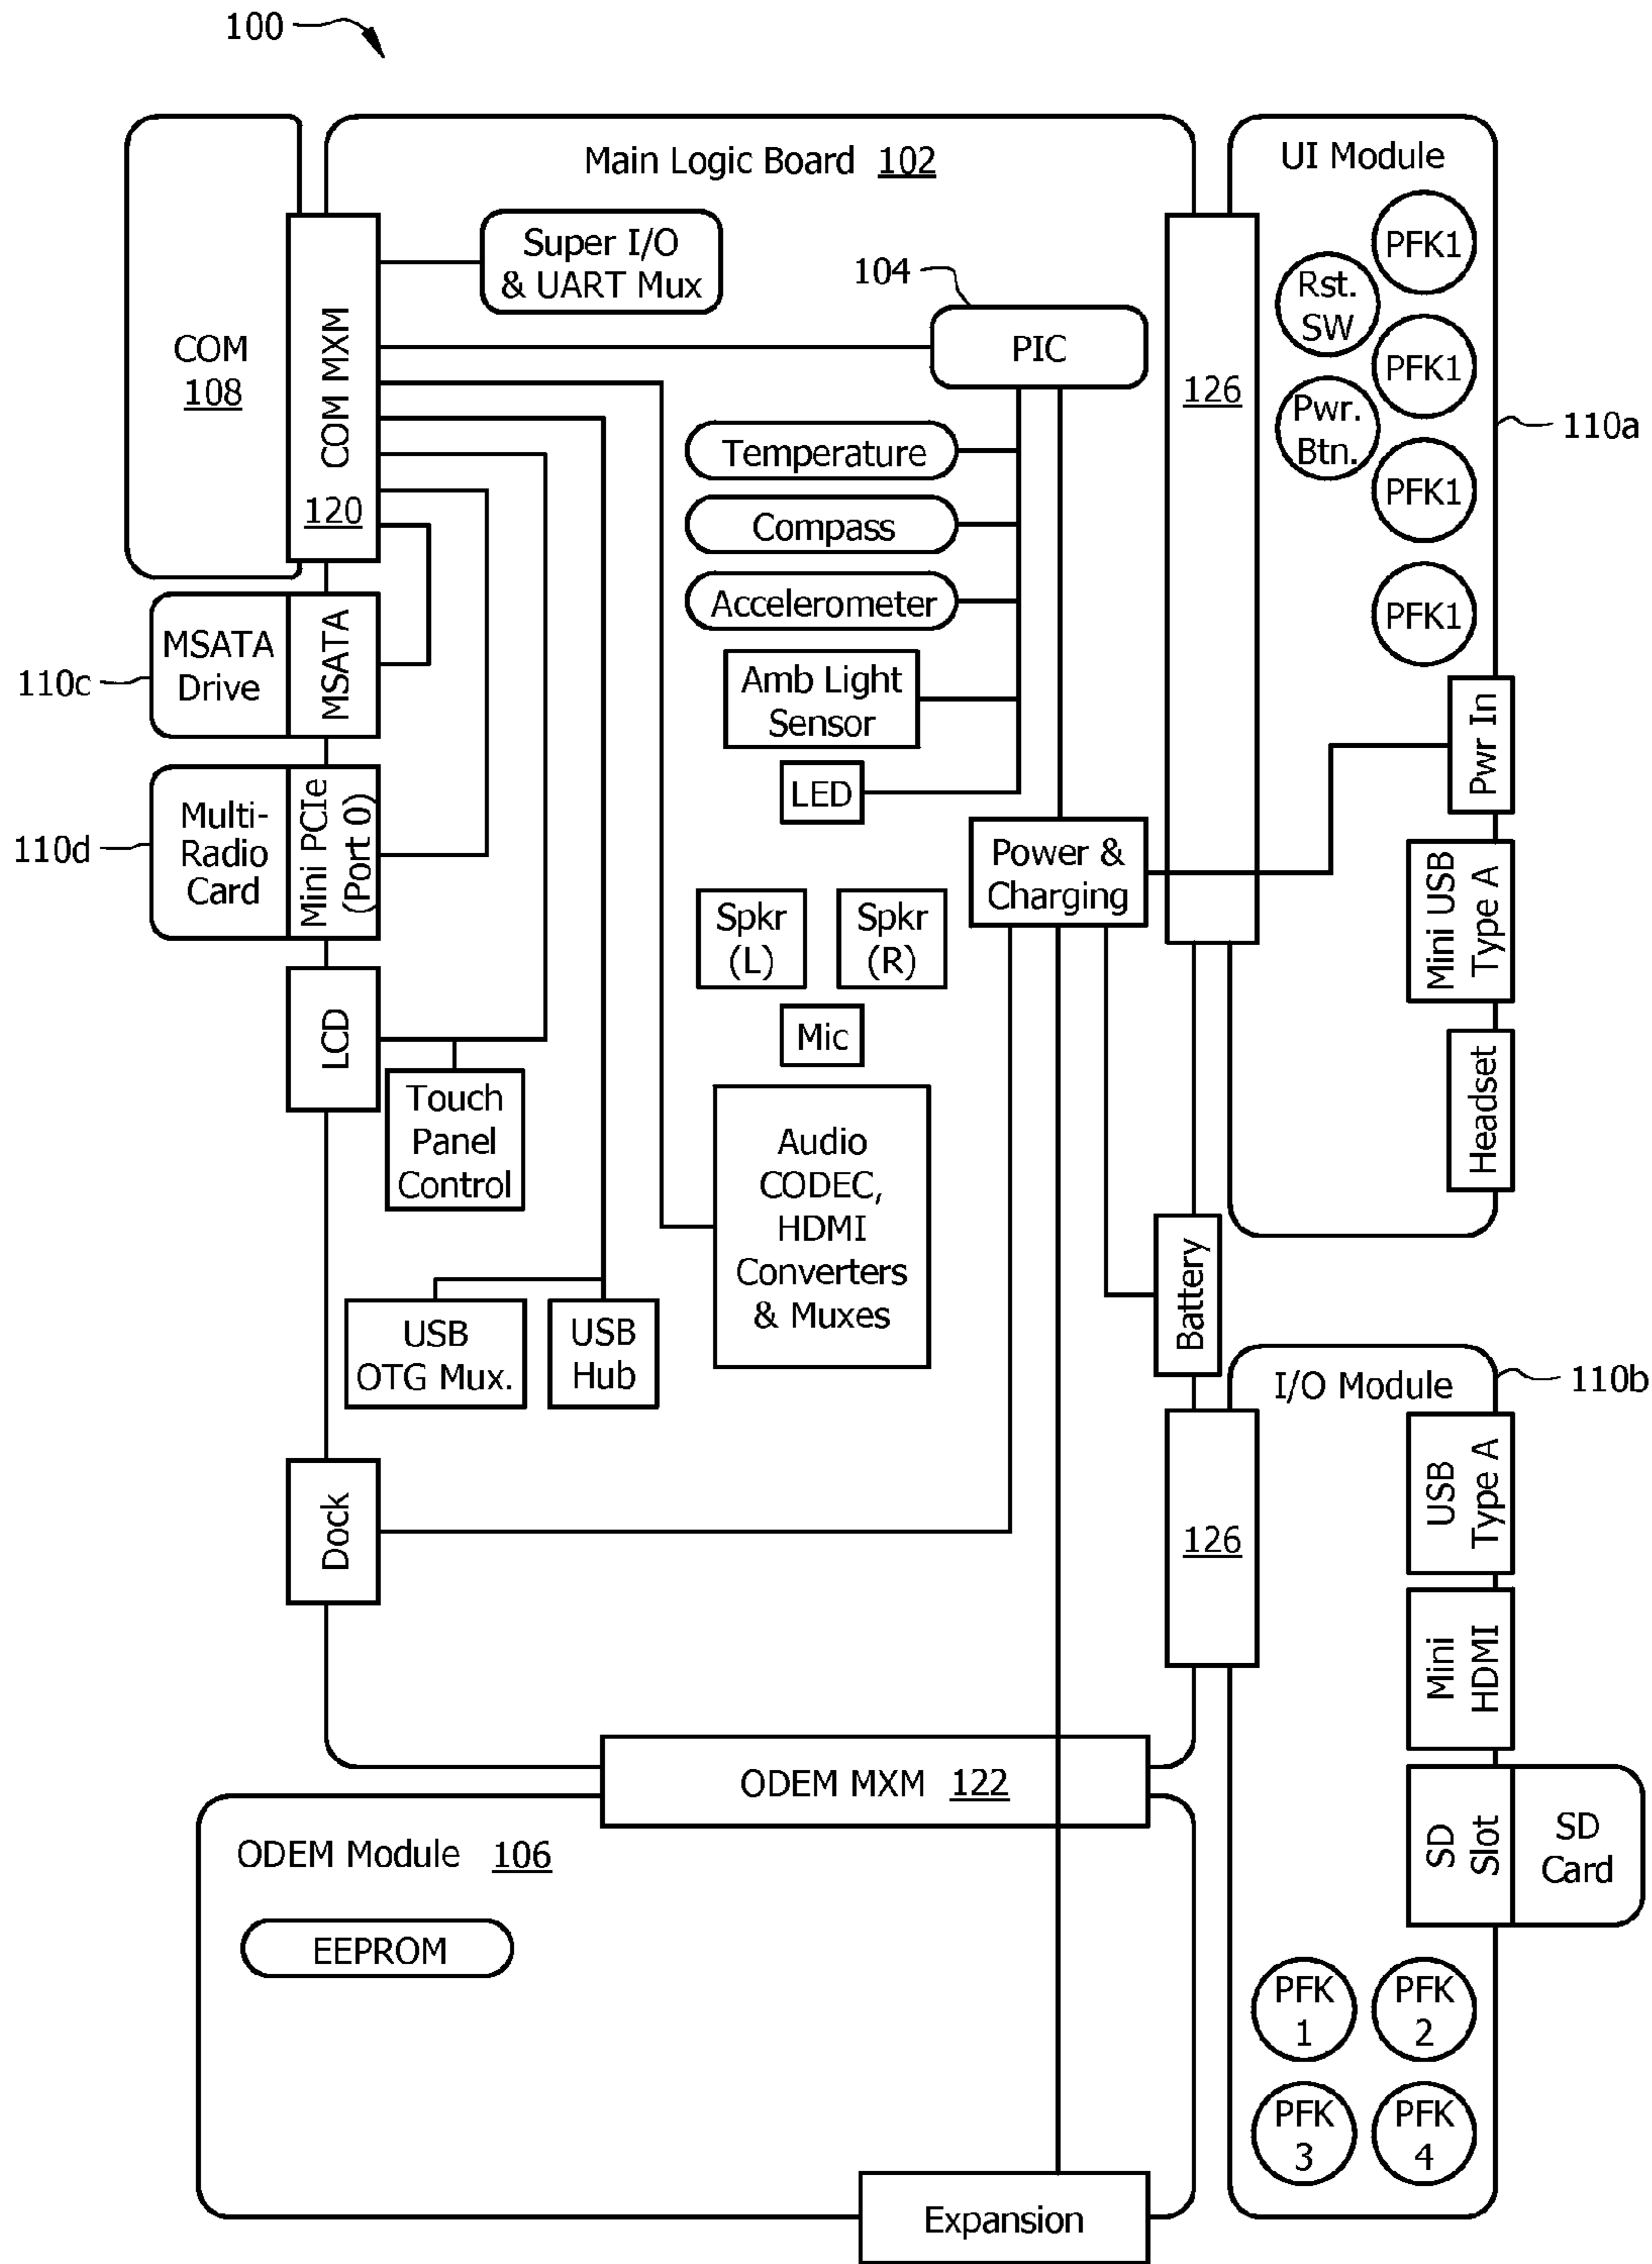 100
Main Logic Board 102
UI Module
COM
108
COM MXM
120
Super I/O
& UART Mux
104
PIC
126
PFK1
Rst.
SW
PFK1
Pwr.
Btn.
PFK1
PFK1
110a
Temperature
Compass
Accelerometer
Amb Light
Sensor
LED
110c
MSATA
Drive
MSATA
110d
Multi-
Radio
Card
Mini PCIe
(Port 0)
Power &
Charging
Pwr In
Mini USB
Type A
Headset
Spkr
(L)
Spkr
(R)
Mic
LCD
Touch
Panel
Control
Audio
CODEC,
HDMI
Converters
& Muxes
USB
OTG Mux.
USB
Hub
Battery
I/O Module
110b
USB
Type A
Dock
126
Mini
HDMI
ODEM MXM 122
SD
Slot
SD
Card
ODEM Module 106
EEPROM
PFK
1
PFK
2
PFK
3
PFK
4
Expansion